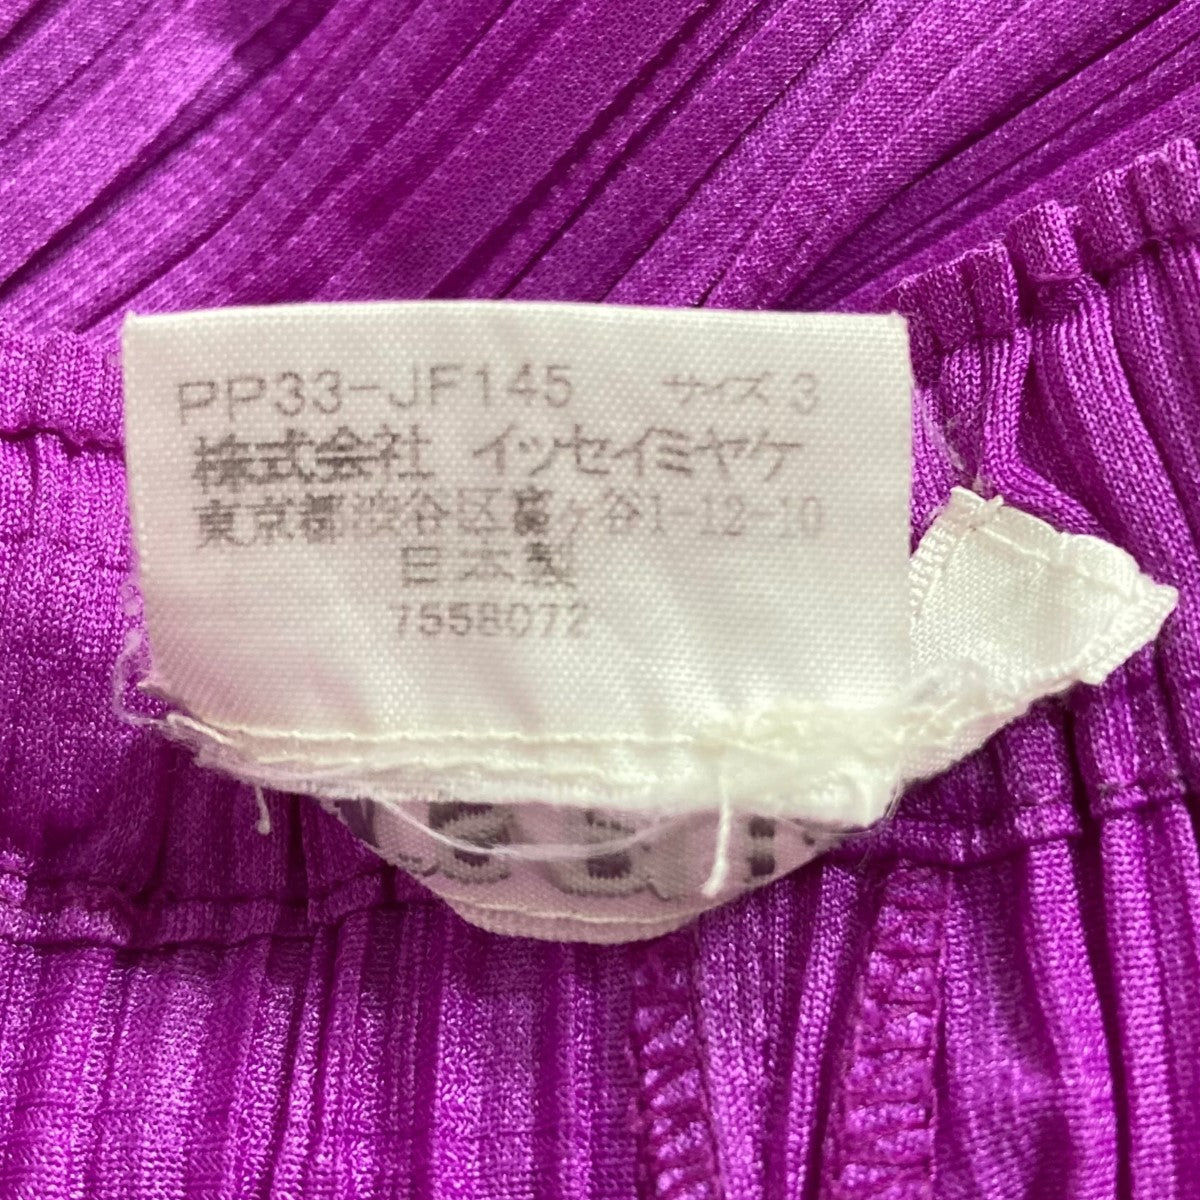 PP33-JF145 サイズ 3
株式会社 イッセイミヤケ
東京都渋谷区 ヶ谷1-12-10
日本製
7558072